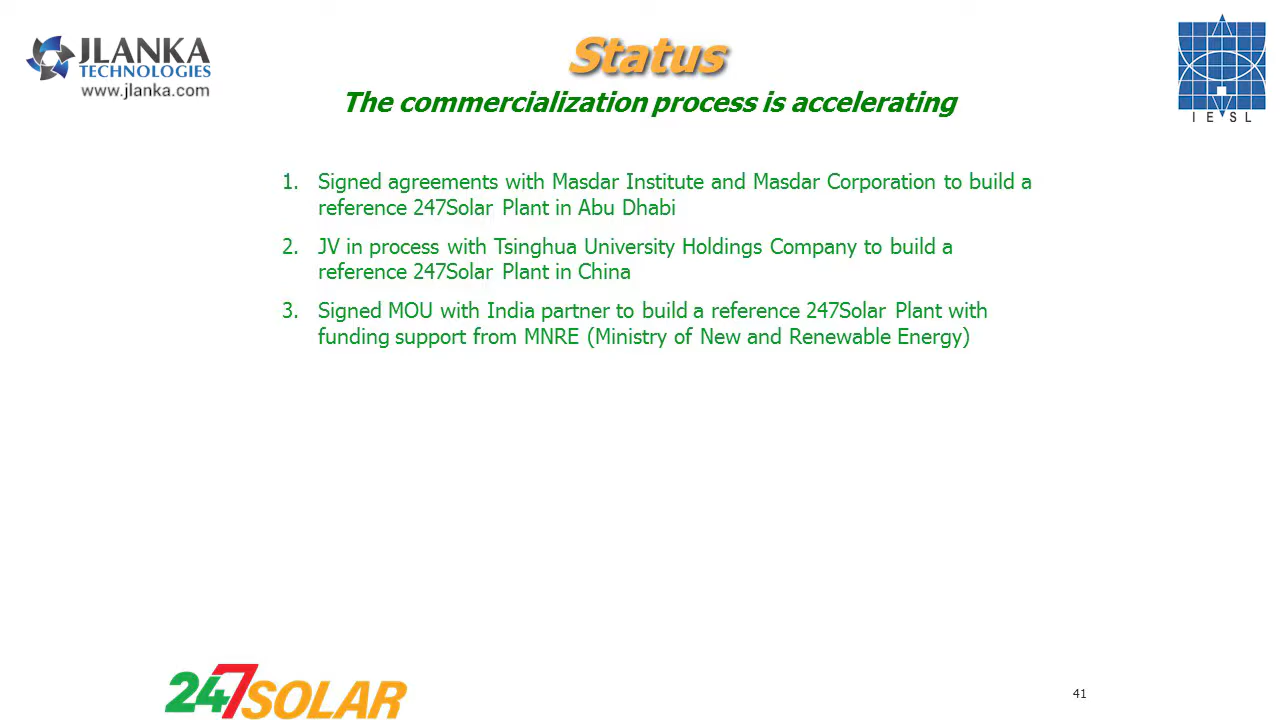 JLANKA
TECHNOLOGIES
www.jlanka.com
Status
The commercialization process is accelerating
I E S L
1. Signed agreements with Masdar Institute and Masdar Corporation to build a
reference 247Solar Plant in Abu Dhabi
2. JV in process with Tsinghua University Holdings Company to build a
reference 247Solar Plant in China
3. Signed MOU with India partner to build a reference 247Solar Plant with
funding support from MNRE (Ministry of New and Renewable Energy)
247SOLAR
41